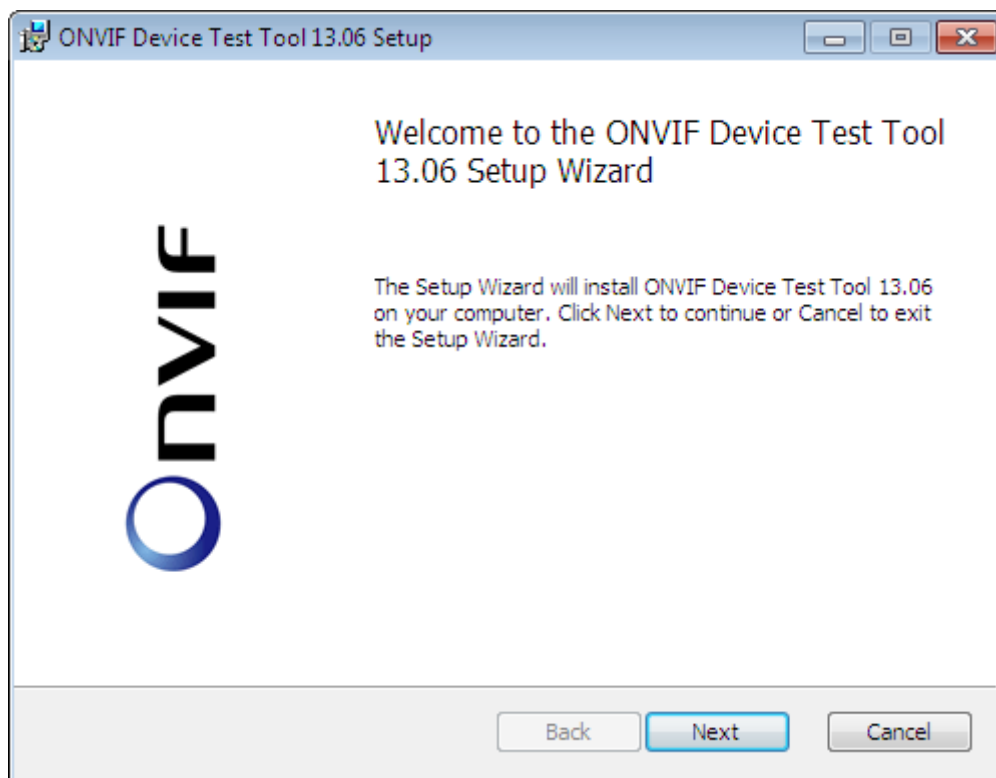 ONVIF Device Test Tool 13.06 Setup
Welcome to the ONVIF Device Test Tool
13.06 Setup Wizard
The Setup Wizard will install ONVIF Device Test Tool 13.06
on your computer. Click Next to continue or Cancel to exit
the Setup Wizard.
Onvif
Back
Next
Cancel